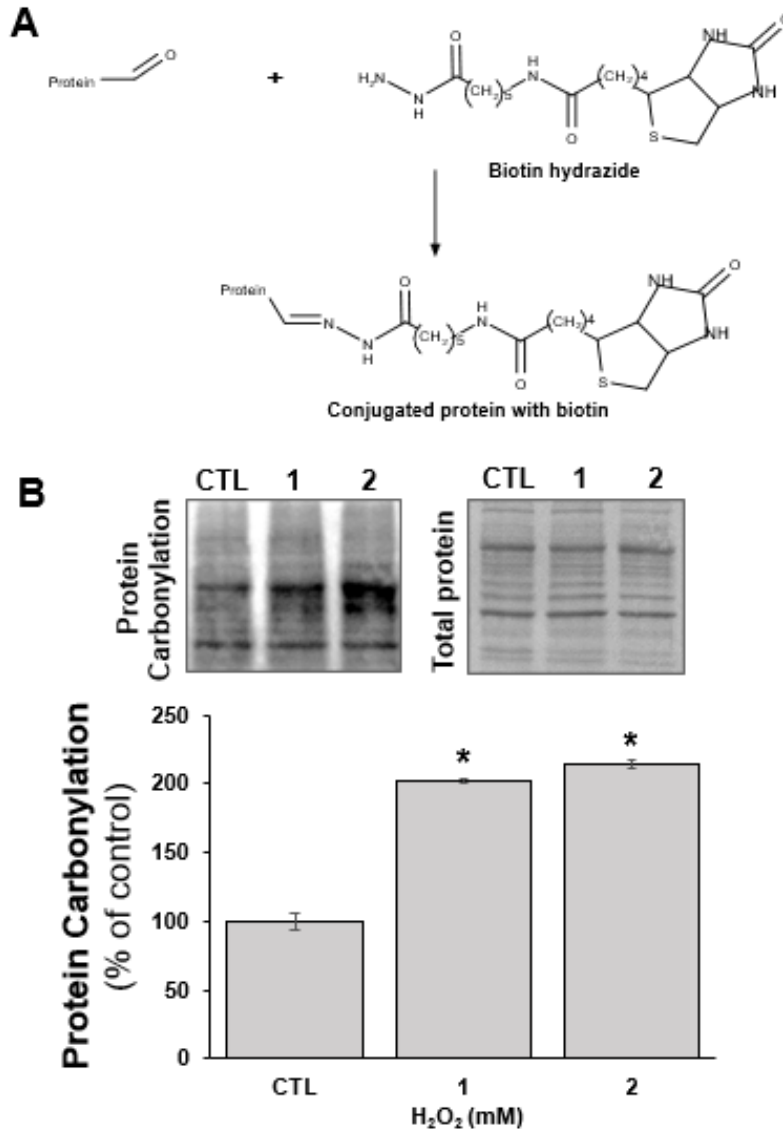 A
Protein
O
+
H₂N
N
H
O
(CH₂)5
H
N
O
(CH₂)4
S
NH
NH
O
Biotin hydrazide
Protein
N
N
H
O
(CH₂)5
H
N
O
(CH₂)4
S
NH
NH
O
Conjugated protein with biotin
B
CTL 1 2
CTL 1 2
Protein
Carbonylation
Total protein
Protein Carbonylation
(% of control)
250
200
150
100
50
0
*
*
CTL 1 2
H₂O₂ (mM)